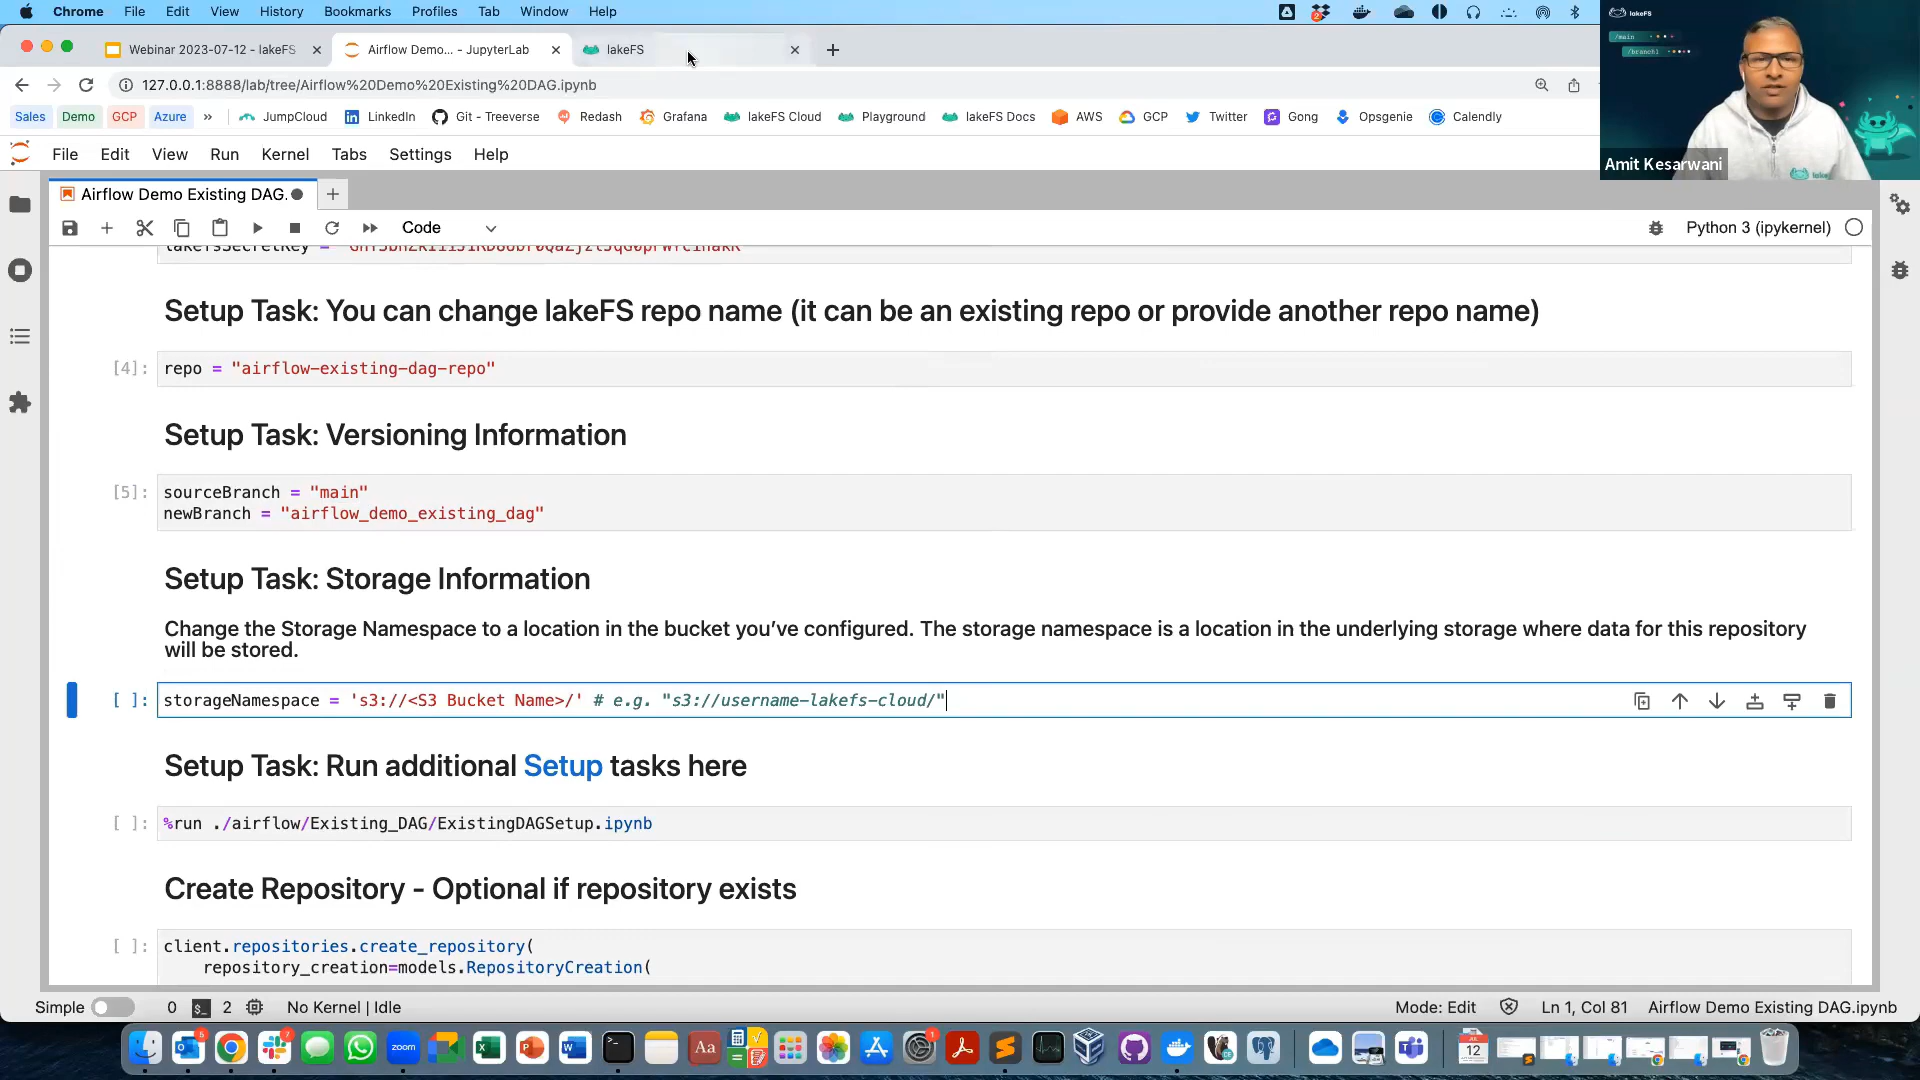 Chrome File Edit View History Bookmarks Profiles Tab Window Help
Webinar 2023-07-12 - lakeFS
Airflow Demo... - JupyterLab
lakeFS
127.0.0.1:8888/lab/tree/Airflow%20Demo%20Existing%20DAG.ipynb
Sales Demo GCP Azure » JumpCloud LinkedIn Git - Treeverse Redash Grafana lakeFS Cloud Playground lakeFS Docs AWS GCP Twitter Gong Opsgenie Calendly
lakeFS
/main
/branch1
Amit Kesarwani
File Edit View Run Kernel Tabs Settings Help
Airflow Demo Existing DAG.
Code
Python 3 (ipykernel)
Setup Task: You can change lakeFS repo name (it can be an existing repo or provide another repo name)
[4]: repo = "airflow-existing-dag-repo"
Setup Task: Versioning Information
[5]: sourceBranch = "main"
newBranch = "airflow_demo_existing_dag"
Setup Task: Storage Information
Change the Storage Namespace to a location in the bucket you’ve configured. The storage namespace is a location in the underlying storage where data for this repository
will be stored.
[ ]: storageNamespace = 's3://<S3 Bucket Name>/' # e.g. "s3://username-lakefs-cloud/"
Setup Task: Run additional Setup tasks here
[ ]: %run ./airflow/Existing_DAG/ExistingDAGSetup.ipynb
Create Repository - Optional if repository exists
[ ]: client.repositories.create_repository(
repository_creation=models.RepositoryCreation(
Simple 0 2 No Kernel | Idle
Mode: Edit Ln 1, Col 81 Airflow Demo Existing DAG.ipynb
zoom
Aa
JUL
12